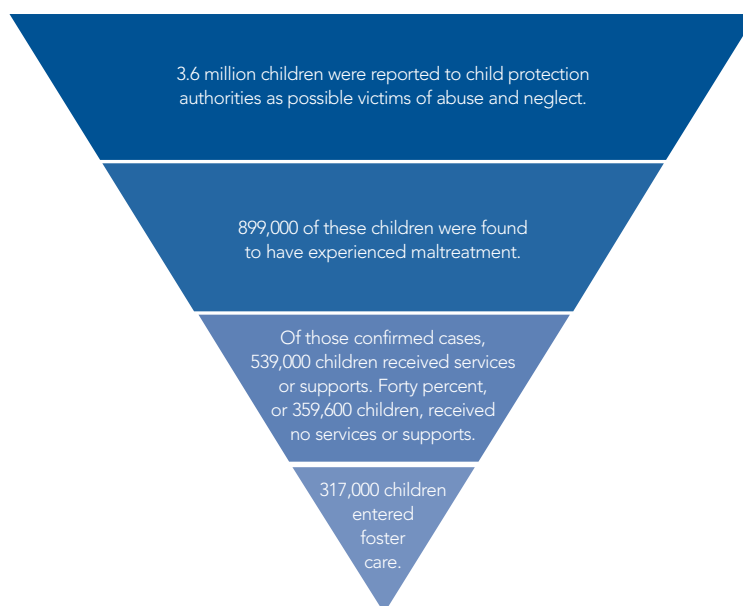 3.6 million children were reported to child protection
authorities as possible victims of abuse and neglect.
899,000 of these children were found
to have experienced maltreatment.
Of those confirmed cases,
539,000 children received services
or supports. Forty percent,
or 359,600 children, received
no services or supports.
317,000 children
entered
foster
care.